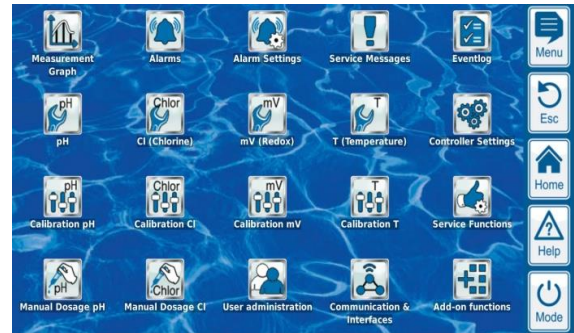 Measurement
Graph
Alarms
Alarm Settings
Service Messages
Eventlog
Menu
pH
pH
Chlor
Cl (Chlorine)
mV
mV (Redox)
T
T (Temperature)
Controller Settings
Esc
pH
Calibration pH
Chlor
Calibration Cl
mV
Calibration mV
T
Calibration T
Service Functions
Home
?
Help
pH
Manual Dosage pH
Chlor
Manual Dosage Cl
User administration
Communication &
Interfaces
Add-on functions
Mode